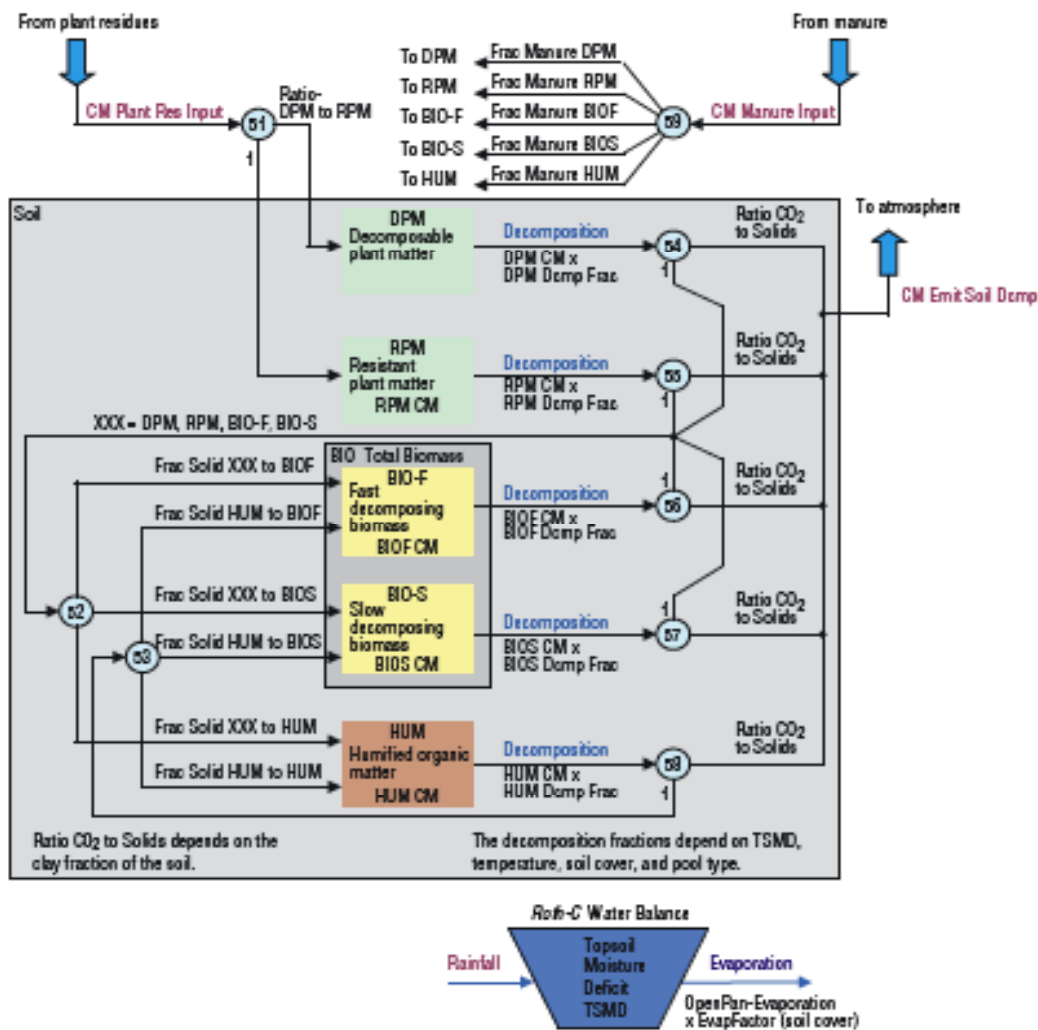 From plant residues
From manure
To DPM
Frac Manure DPM
To RPM
Frac Manure RPM
To BIO-F
Frac Manure BIOF
To BIO-S
Frac Manure BIOS
To HUM
Frac Manure HUM
59
CM Manure Input
Ratio-
DPM to RPM
CM Plant Res Input
51
1
Soil
DPM
Decomposable
plant matter
Decomposition
DPM CM x
DPM Dcmp Frac
54
1
Ratio CO2
to Solids
To atmosphere
CM Emit Soil Dcmp
RPM
Resistant
plant matter
RPM CM
Decomposition
RPM CM x
RPM Dcmp Frac
55
1
Ratio CO2
to Solids
XXX = DPM, RPM, BIO-F, BIO-S
BIO Total Biomass
Frac Solid XXX to BIOF
Frac Solid HUM to BIOF
BIO-F
Fast
decomposing
biomass
BIOF CM
Decomposition
BIOF CM x
BIOF Dcmp Frac
1
56
Ratio CO2
to Solids
52
Frac Solid XXX to BIOS
53
Frac Solid HUM to BIOS
BIO-S
Slow
decomposing
biomass
BIOS CM
Decomposition
BIOS CM x
BIOS Dcmp Frac
1
57
Ratio CO2
to Solids
Frac Solid XXX to HUM
Frac Solid HUM to HUM
HUM
Humified organic
matter
HUM CM
Decomposition
HUM CM x
HUM Dcmp Frac
58
1
Ratio CO2
to Solids
Ratio CO2 to Solids depends on the
clay fraction of the soil.
The decomposition fractions depend on TSMD,
temperature, soil cover, and pool type.
Roth-C Water Balance
Rainfall
Topsoil
Moisture
Deficit
TSMD
Evaporation
OpenPan-Evaporation
x EvapFactor (soil cover)